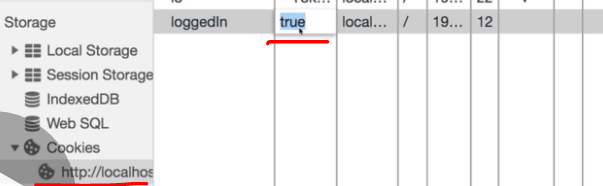 Storage
Local Storage
Session Storage
IndexedDB
Web SQL
Cookies
http://localhos
loggedIn true local... / 19... 12